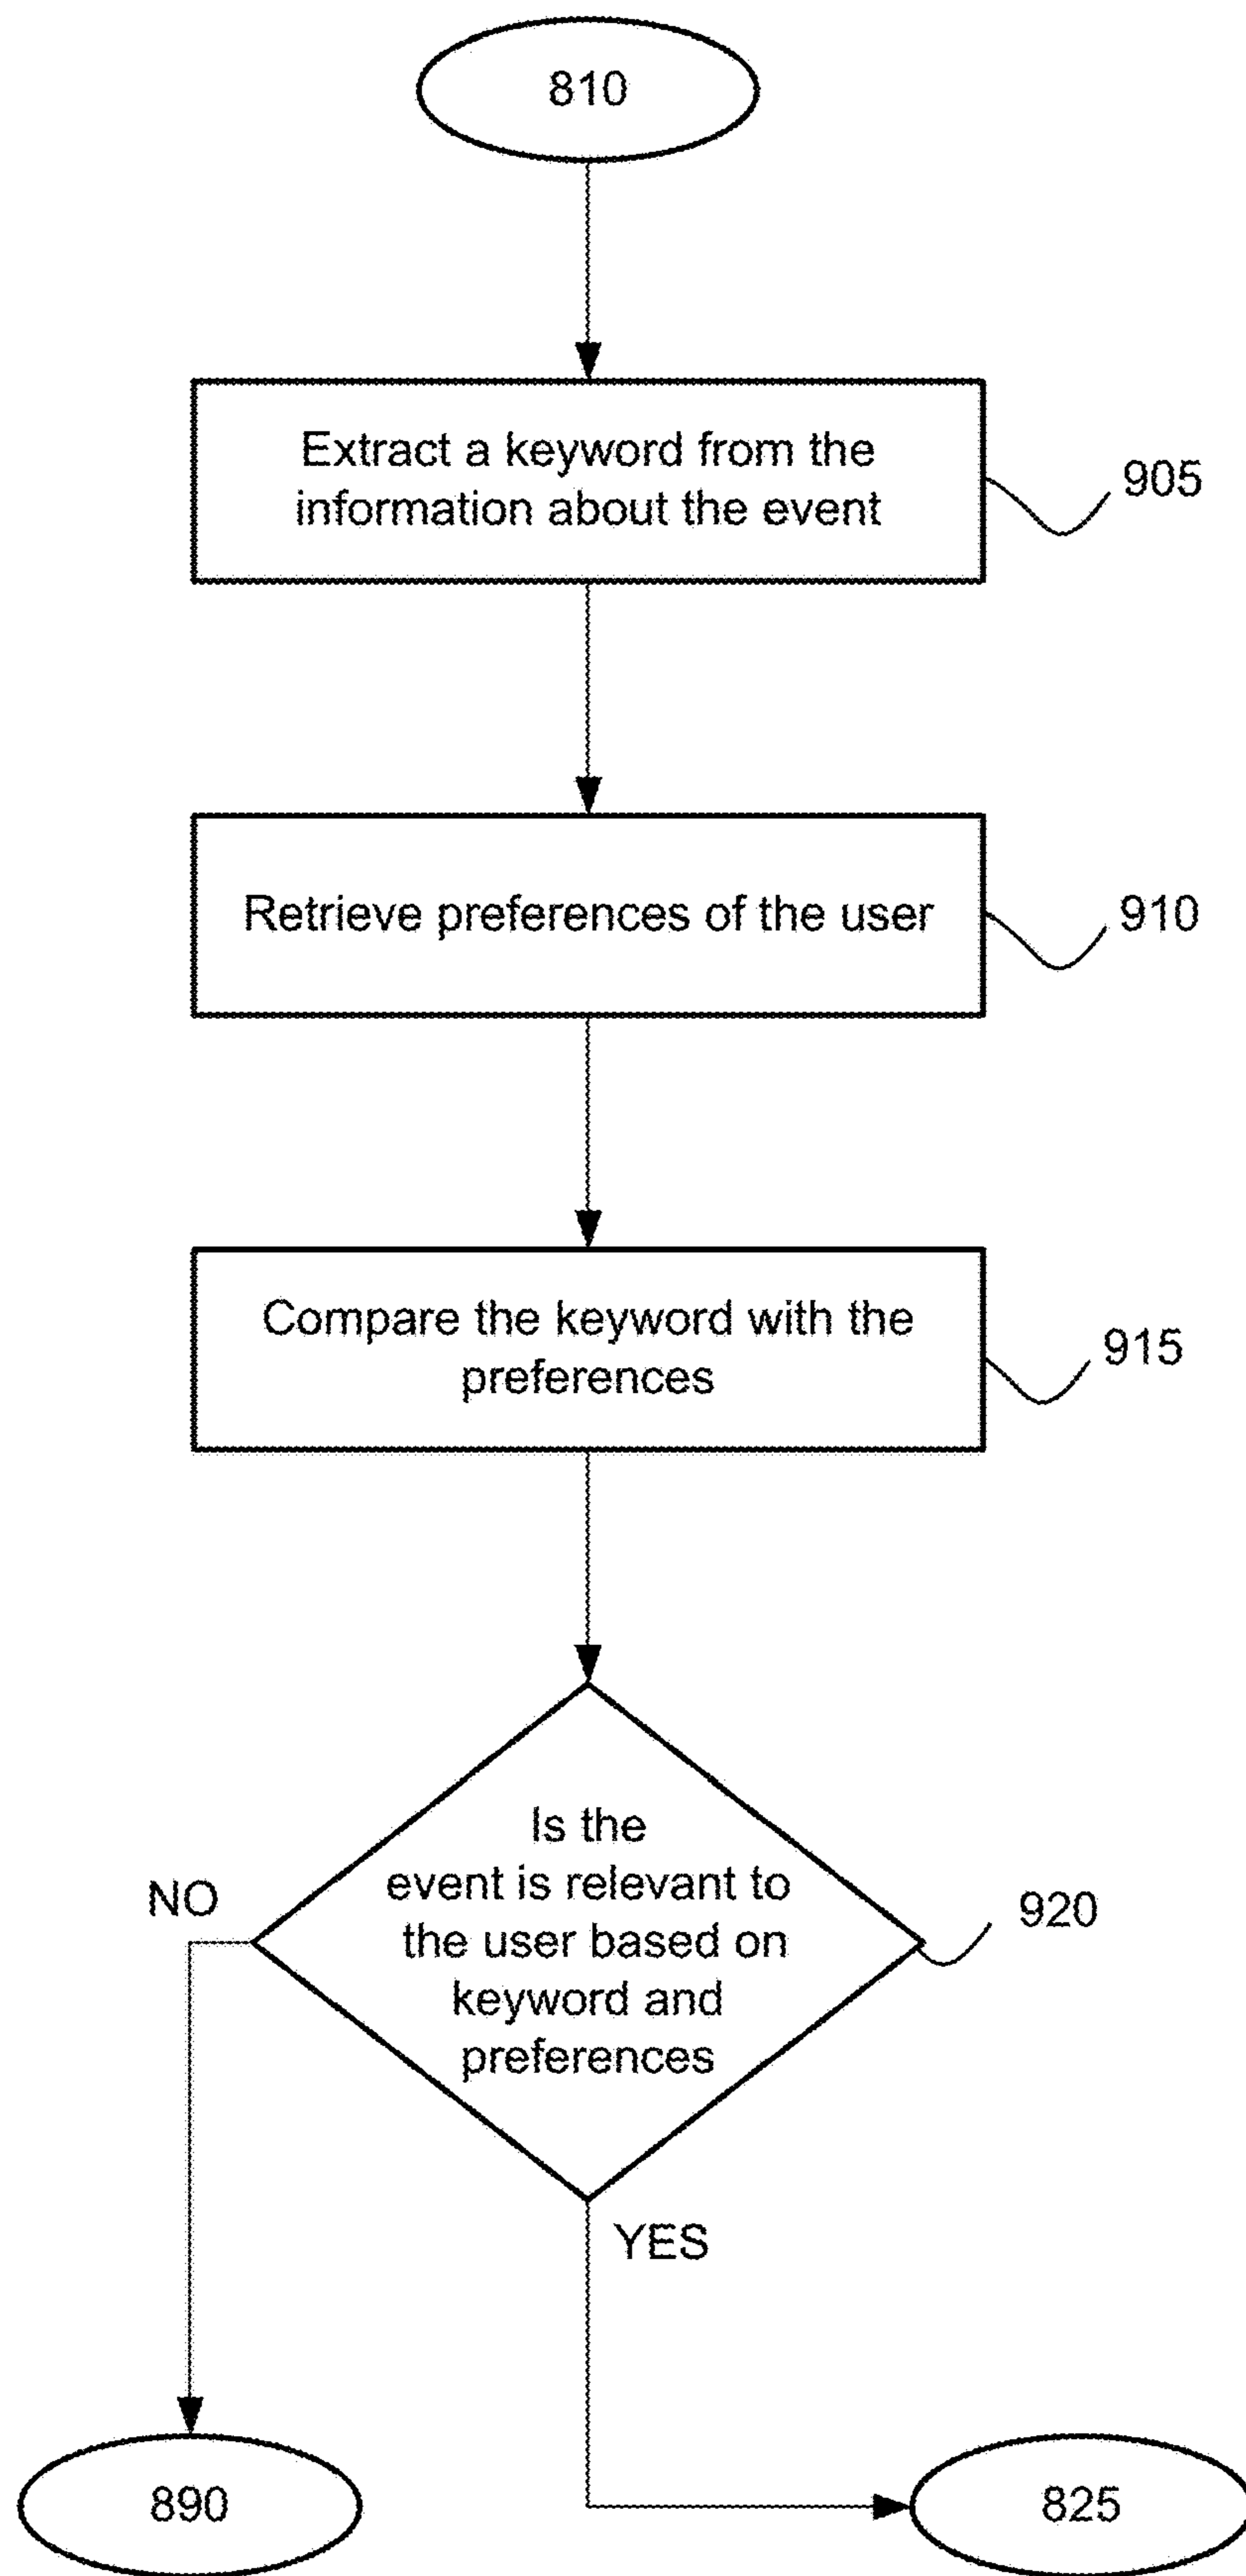 810
Extract a keyword from the
information about the event
905
Retrieve preferences of the user
910
Compare the keyword with the
preferences
915
Is the
event is relevant to
the user based on
keyword and
preferences
920
NO
YES
890
825